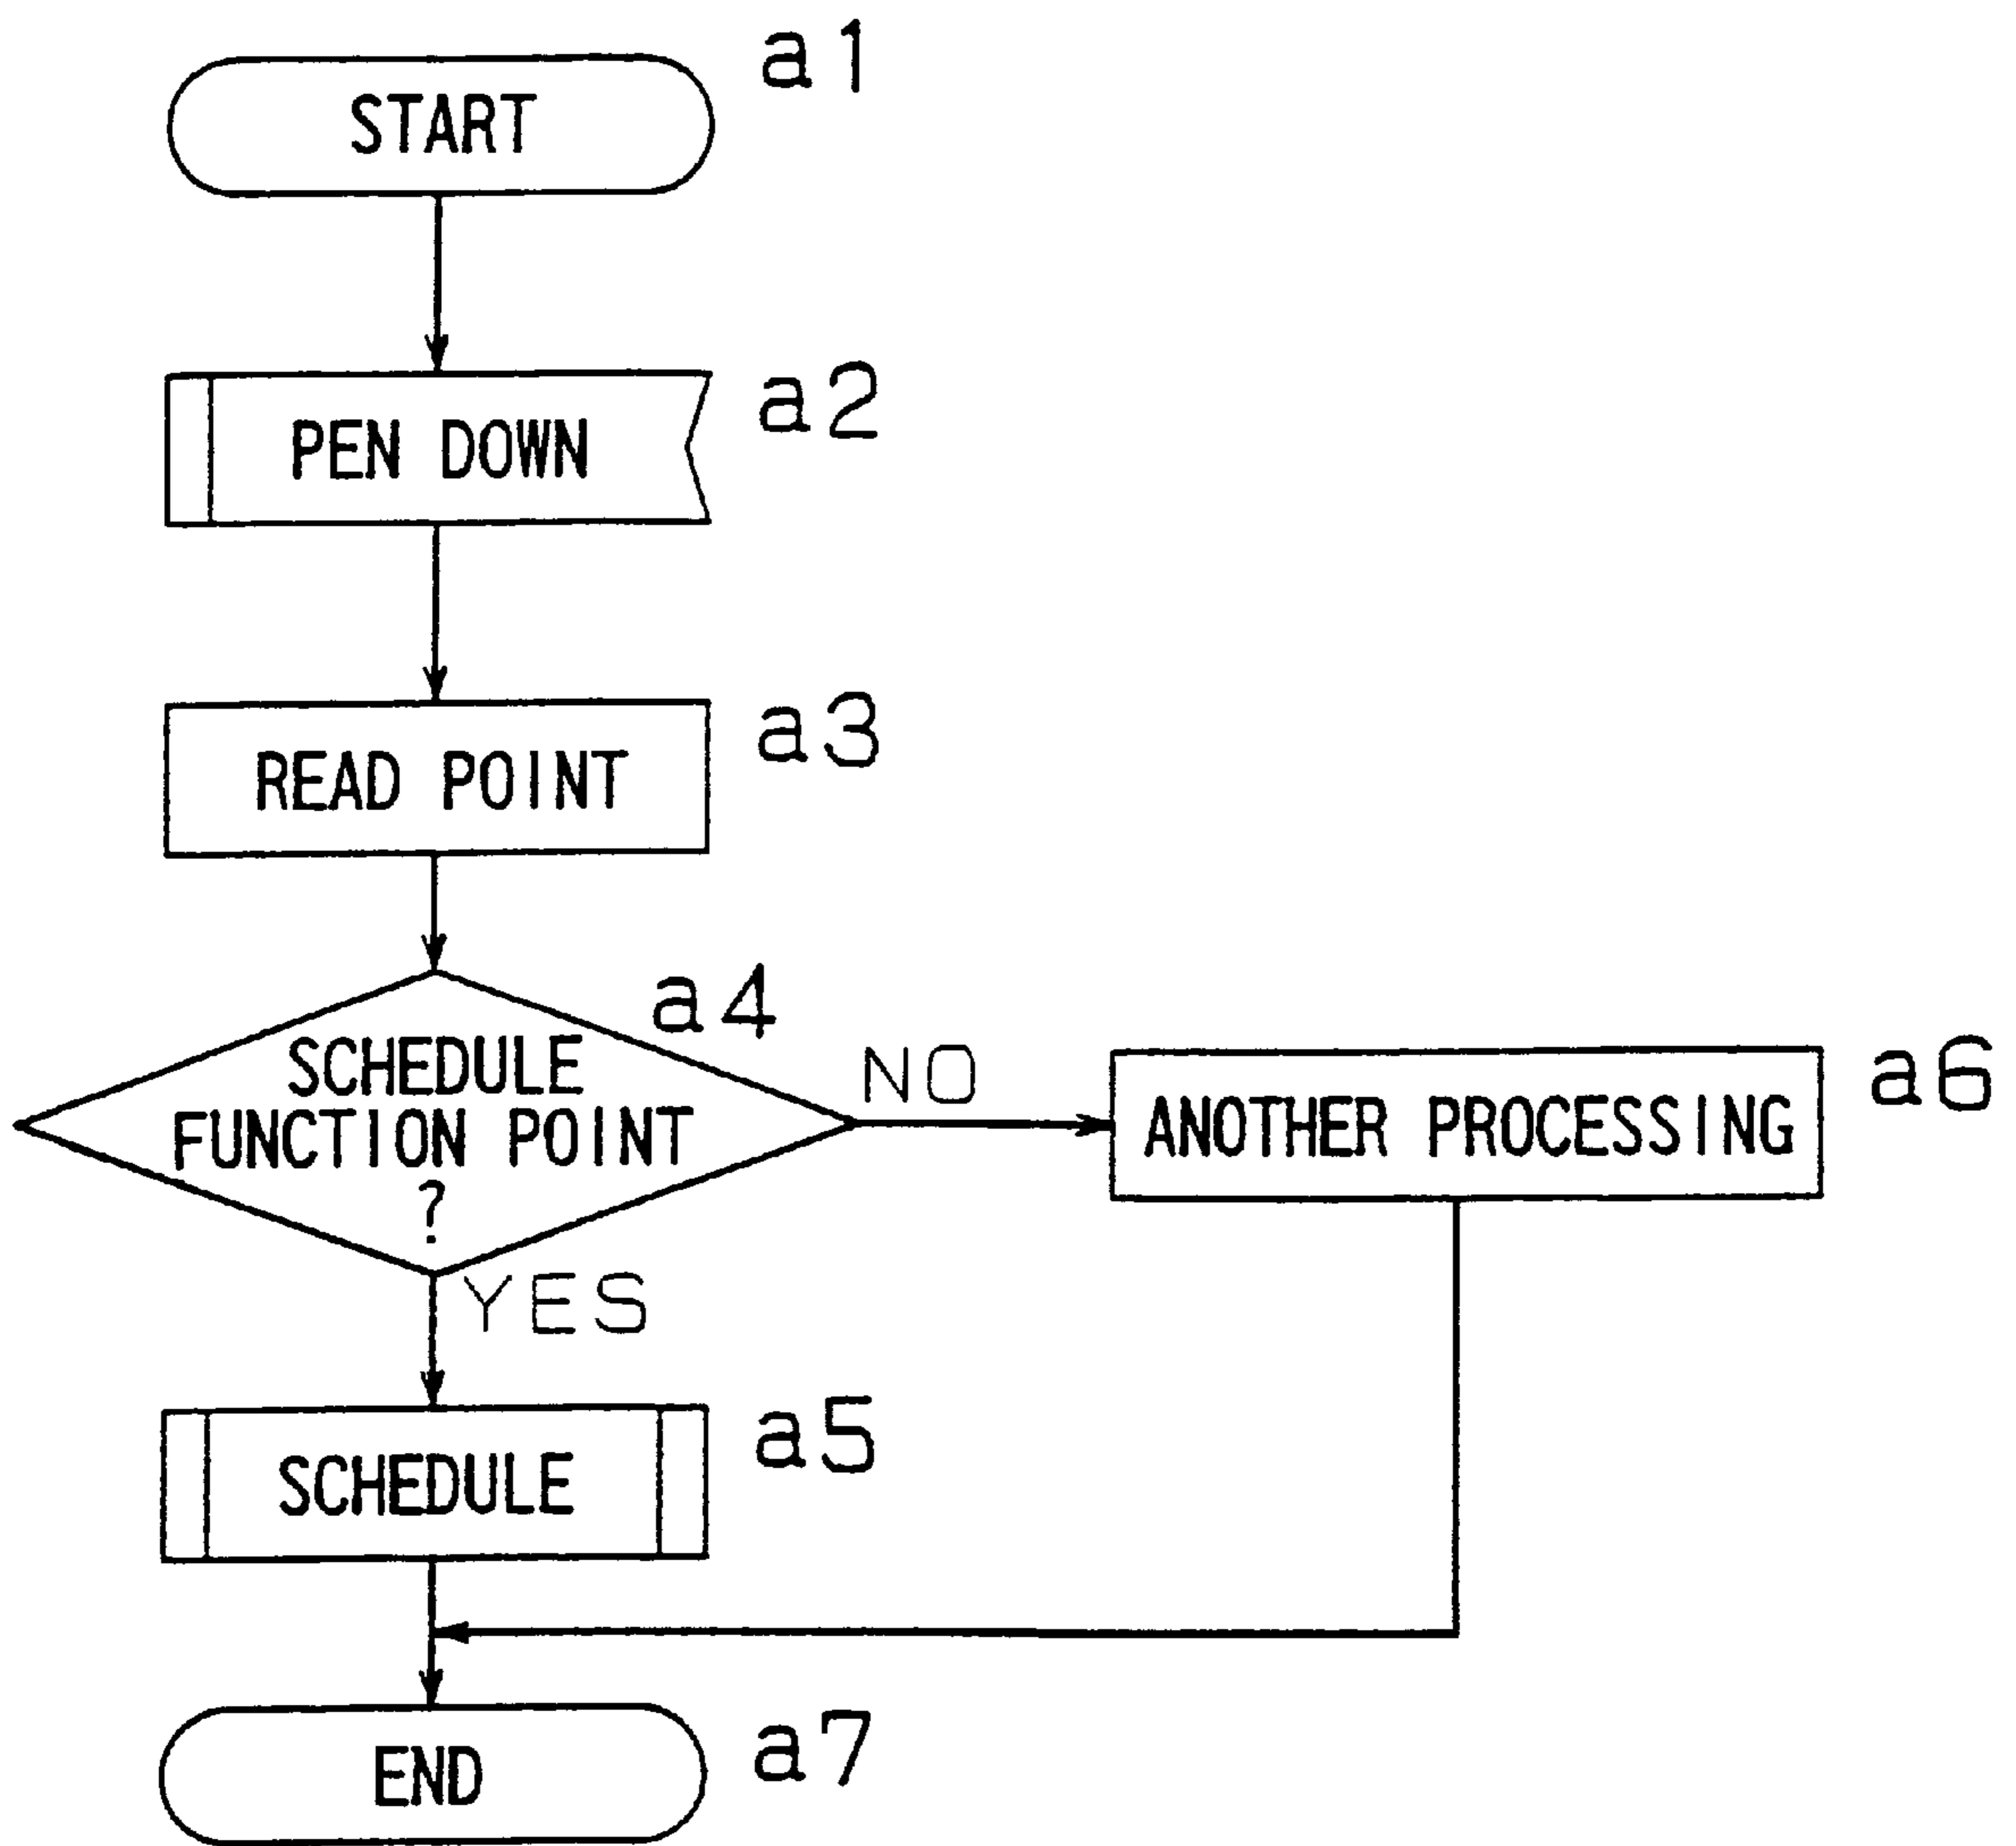 a1
START
a2
PEN DOWN
a3
READ POINT
a4
SCHEDULE
FUNCTION POINT
?
NO
a6
ANOTHER PROCESSING
YES
a5
SCHEDULE
a7
END